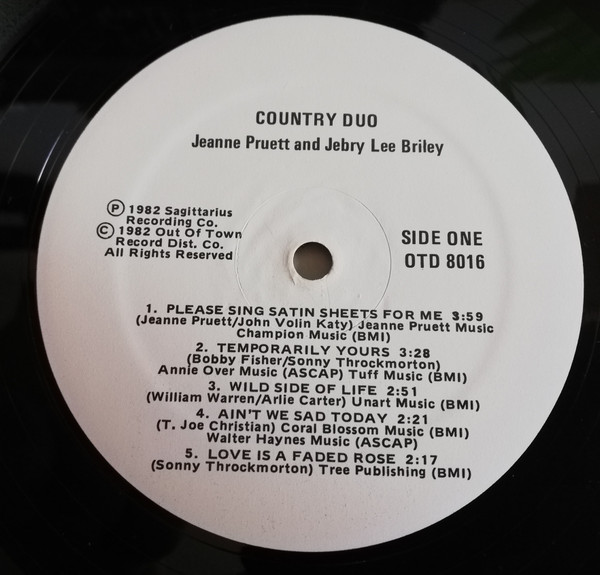 COUNTRY DUO
Jeanne Pruett and Jebry Lee Briley
Ⓟ 1982 Sagittarius
Recording Co.
© 1982 Out Of Town
Record Dist. Co.
All Rights Reserved
SIDE ONE
OTD 8016
1. PLEASE SING SATIN SHEETS FOR ME 3:59
(Jeanne Pruett/John Volin Katy) Jeanne Pruett Music
Champion Music (BMI)
2. TEMPORARILY YOURS 3:28
(Bobby Fisher/Sonny Throckmorton)
Annie Over Music (ASCAP) Tuff Music (BMI)
3. WILD SIDE OF LIFE 2:51
(William Warren/Arlie Carter) Unart Music (BMI)
4. AIN'T WE SAD TODAY 2:21
(T. Joe Christian) Coral Blossom Music (BMI)
Walter Haynes Music (ASCAP)
5. LOVE IS A FADED ROSE 2:17
(Sonny Throckmorton) Tree Publishing (BMI)